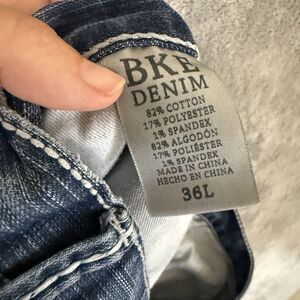 BKE
DENIM
82% COTTON
17% POLYESTER
1% SPANDEX
82% ALGODÓN
17% POLIÉSTER
1% SPANDEX
MADE IN CHINA
HECHO EN CHINA
36L